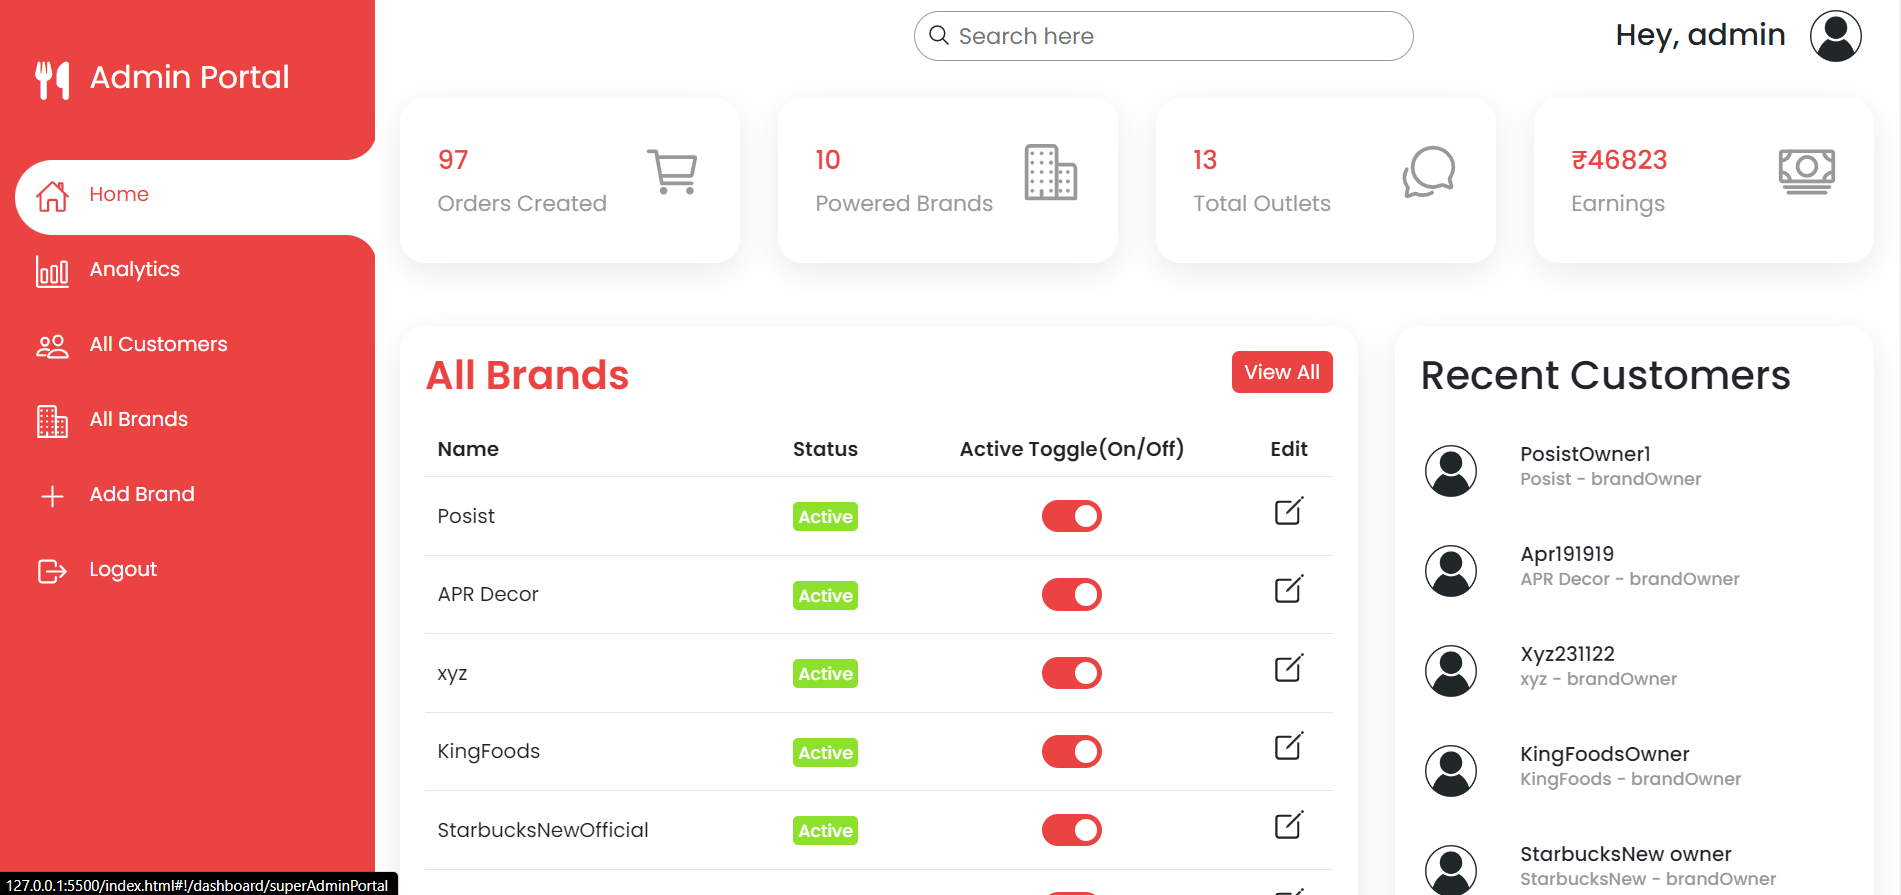 Admin Portal
Home
Analytics
All Customers
All Brands
Add Brand
Logout
Search here
Hey, admin
97
Orders Created
10
Powered Brands
13
Total Outlets
₹46823
Earnings
All Brands
View All
Name Status Active Toggle(On/Off) Edit
Posist Active
APR Decor Active
xyz Active
KingFoods Active
StarbucksNewOfficial Active
Recent Customers
PosistOwner1
Posist - brandOwner
Apr191919
APR Decor - brandOwner
Xyz231122
xyz - brandOwner
KingFoodsOwner
KingFoods - brandOwner
StarbucksNew owner
StarbucksNew - brandOwner
127.0.0.1:5500/index.html#!/dashboard/superAdminPortal